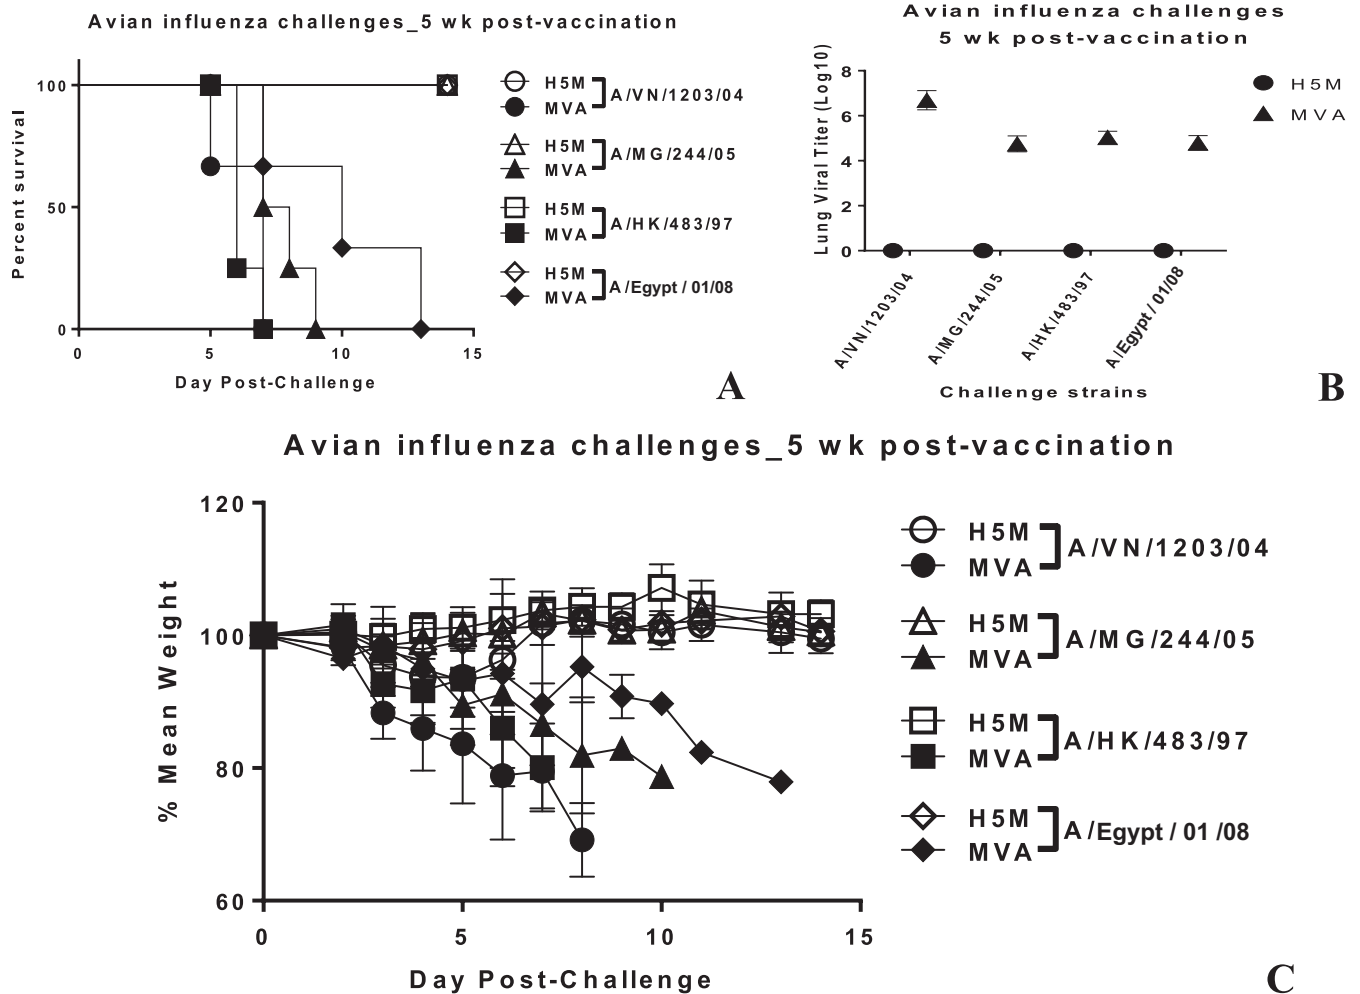 Avian influenza challenges_5 wk post-vaccination
Percent survival
100
50
0
0 5 10 15
Day Post-Challenge
H5M
MVA
A/VN/1203/04
H5M
MVA
A/MG/244/05
H5M
MVA
A/HK/483/97
H5M
MVA
A/Egypt/01/08
A
Avian influenza challenges
5 wk post-vaccination
Lung Viral Titer (Log10)
8
6
4
2
0
A/VN/1203/04
A/MG/244/05
A/HK/483/97
A/Egypt/01/08
Challenge strains
H5M
MVA
B
Avian influenza challenges_5 wk post-vaccination
% Mean Weight
120
100
80
60
0 5 10 15
Day Post-Challenge
H5M
MVA
A/VN/1203/04
H5M
MVA
A/MG/244/05
H5M
MVA
A/HK/483/97
H5M
MVA
A/Egypt/01/08
C